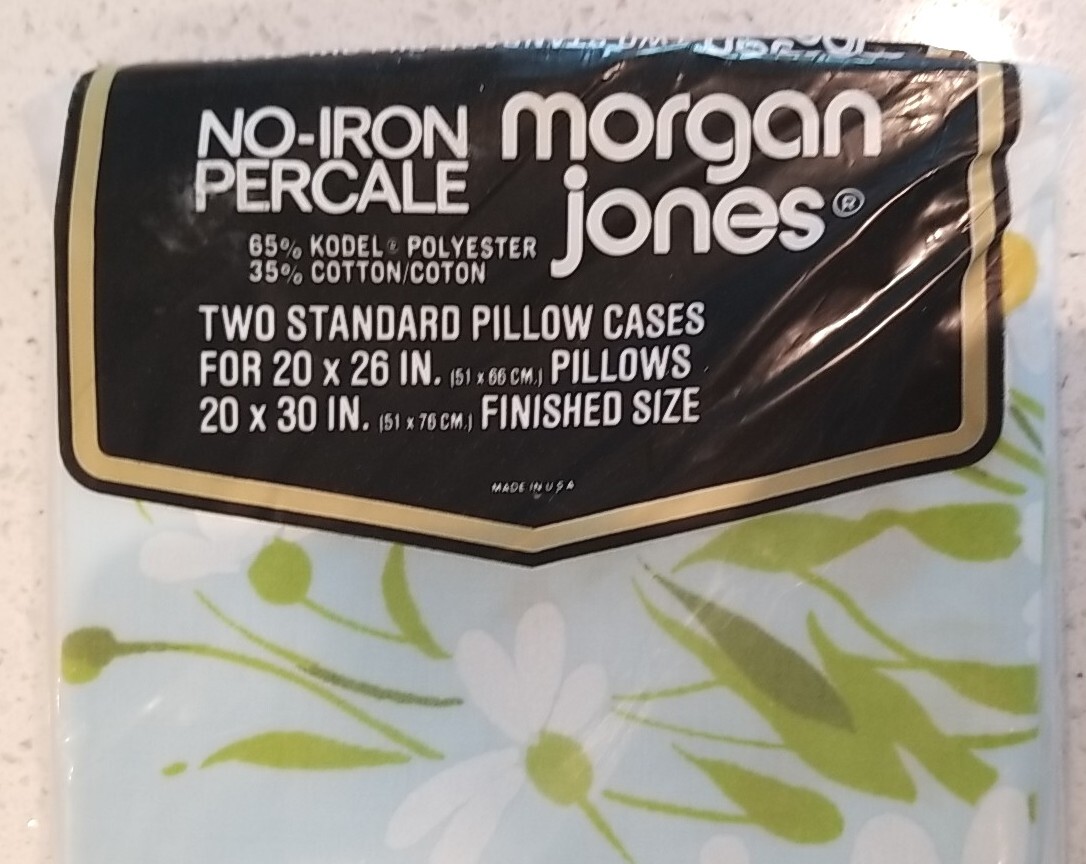 NO-IRON
PERCALE
morgan
jones®
65% KODEL® POLYESTER
35% COTTON/COTON
TWO STANDARD PILLOW CASES
FOR 20 x 26 IN. (51 x 66 CM.) PILLOWS
20 x 30 IN. (51 x 76 CM.) FINISHED SIZE
MADE IN U S A